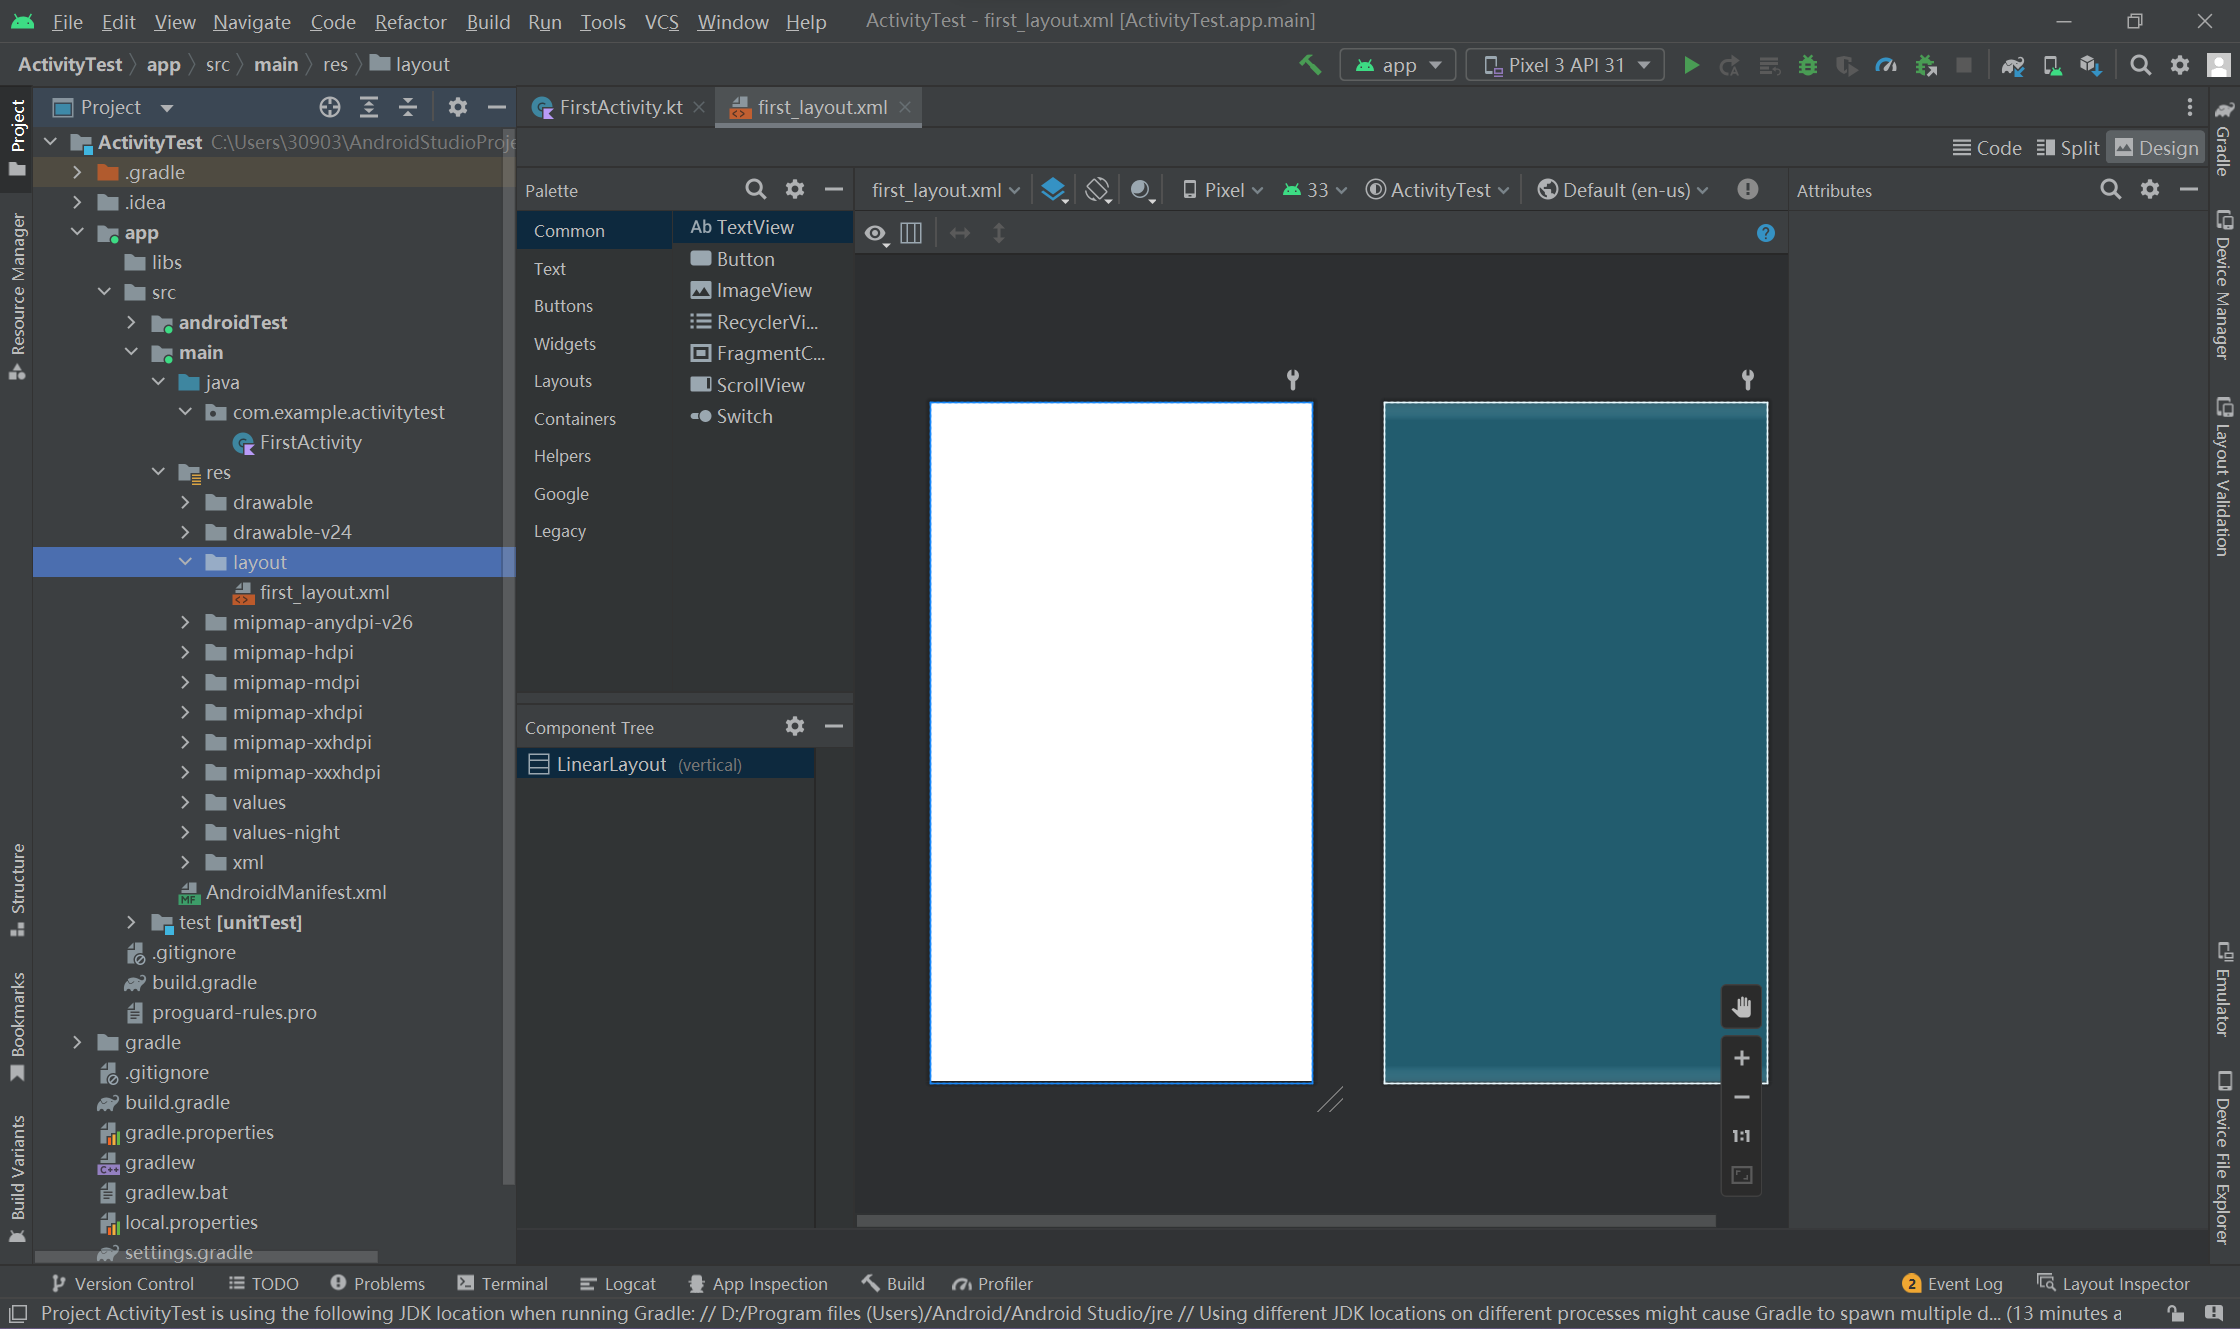 File Edit View Navigate Code Refactor Build Run Tools VCS Window Help ActivityTest - first_layout.xml [ActivityTest.app.main]
ActivityTest app src main res layout
app Pixel 3 API 31
Project
FirstActivity.kt first_layout.xml
Code Split Design
ActivityTest C:\Users\30903\AndroidStudioProje
.gradle
.idea
app
libs
src
androidTest
main
java
com.example.activitytest
FirstActivity
res
drawable
drawable-v24
layout
first_layout.xml
mipmap-anydpi-v26
mipmap-hdpi
mipmap-mdpi
mipmap-xhdpi
mipmap-xxhdpi
mipmap-xxxhdpi
values
values-night
xml
AndroidManifest.xml
test [unitTest]
.gitignore
build.gradle
proguard-rules.pro
gradle
.gitignore
build.gradle
gradle.properties
gradlew
gradlew.bat
local.properties
settings.gradle
Palette
Common
Text
Buttons
Widgets
Layouts
Containers
Helpers
Google
Legacy
Ab TextView
Button
ImageView
RecyclerVi...
FragmentC...
ScrollView
Switch
Component Tree
LinearLayout (vertical)
first_layout.xml Pixel 33 ActivityTest Default (en-us)
1:1
Attributes
Project
Resource Manager
Structure
Bookmarks
Build Variants
Gradle
Device Manager
Layout Validation
Emulator
Device File Explorer
Version Control TODO Problems Terminal Logcat App Inspection Build Profiler 2 Event Log Layout Inspector
Project ActivityTest is using the following JDK location when running Gradle: // D:/Program files (Users)/Android/Android Studio/jre // Using different JDK locations on different processes might cause Gradle to spawn multiple d... (13 minutes a